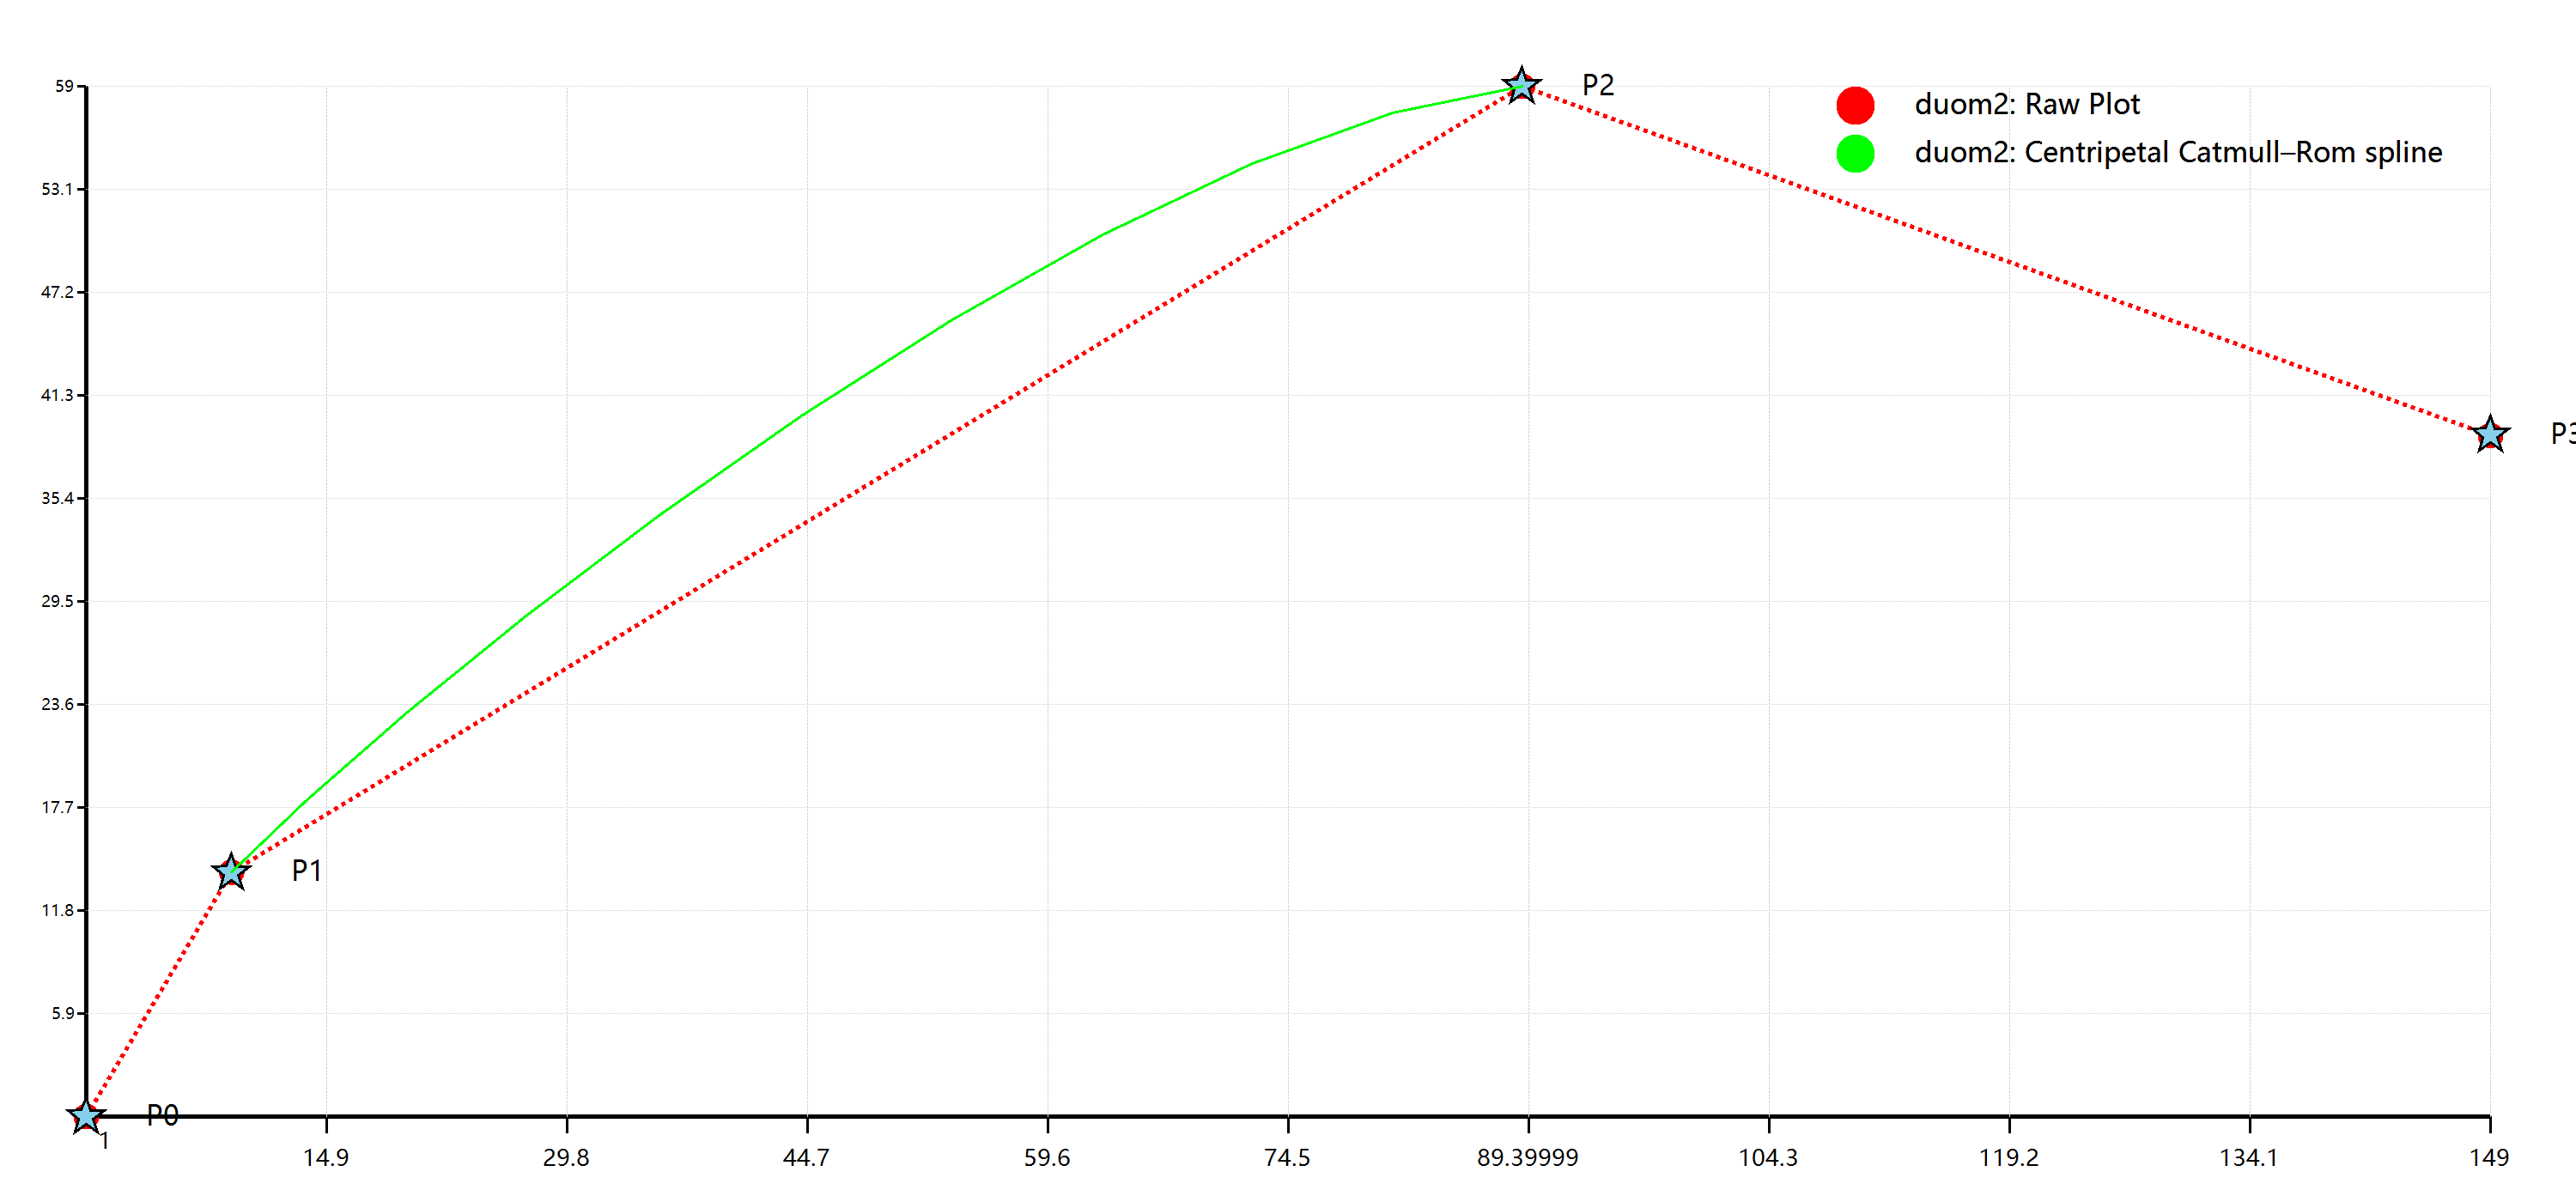 59
P2
duom2: Raw Plot
duom2: Centripetal Catmull–Rom spline
53.1
47.2
41.3
P3
35.4
29.5
23.6
17.7
P1
11.8
5.9
P0
1
14.9 29.8 44.7 59.6 74.5 89.39999 104.3 119.2 134.1 149